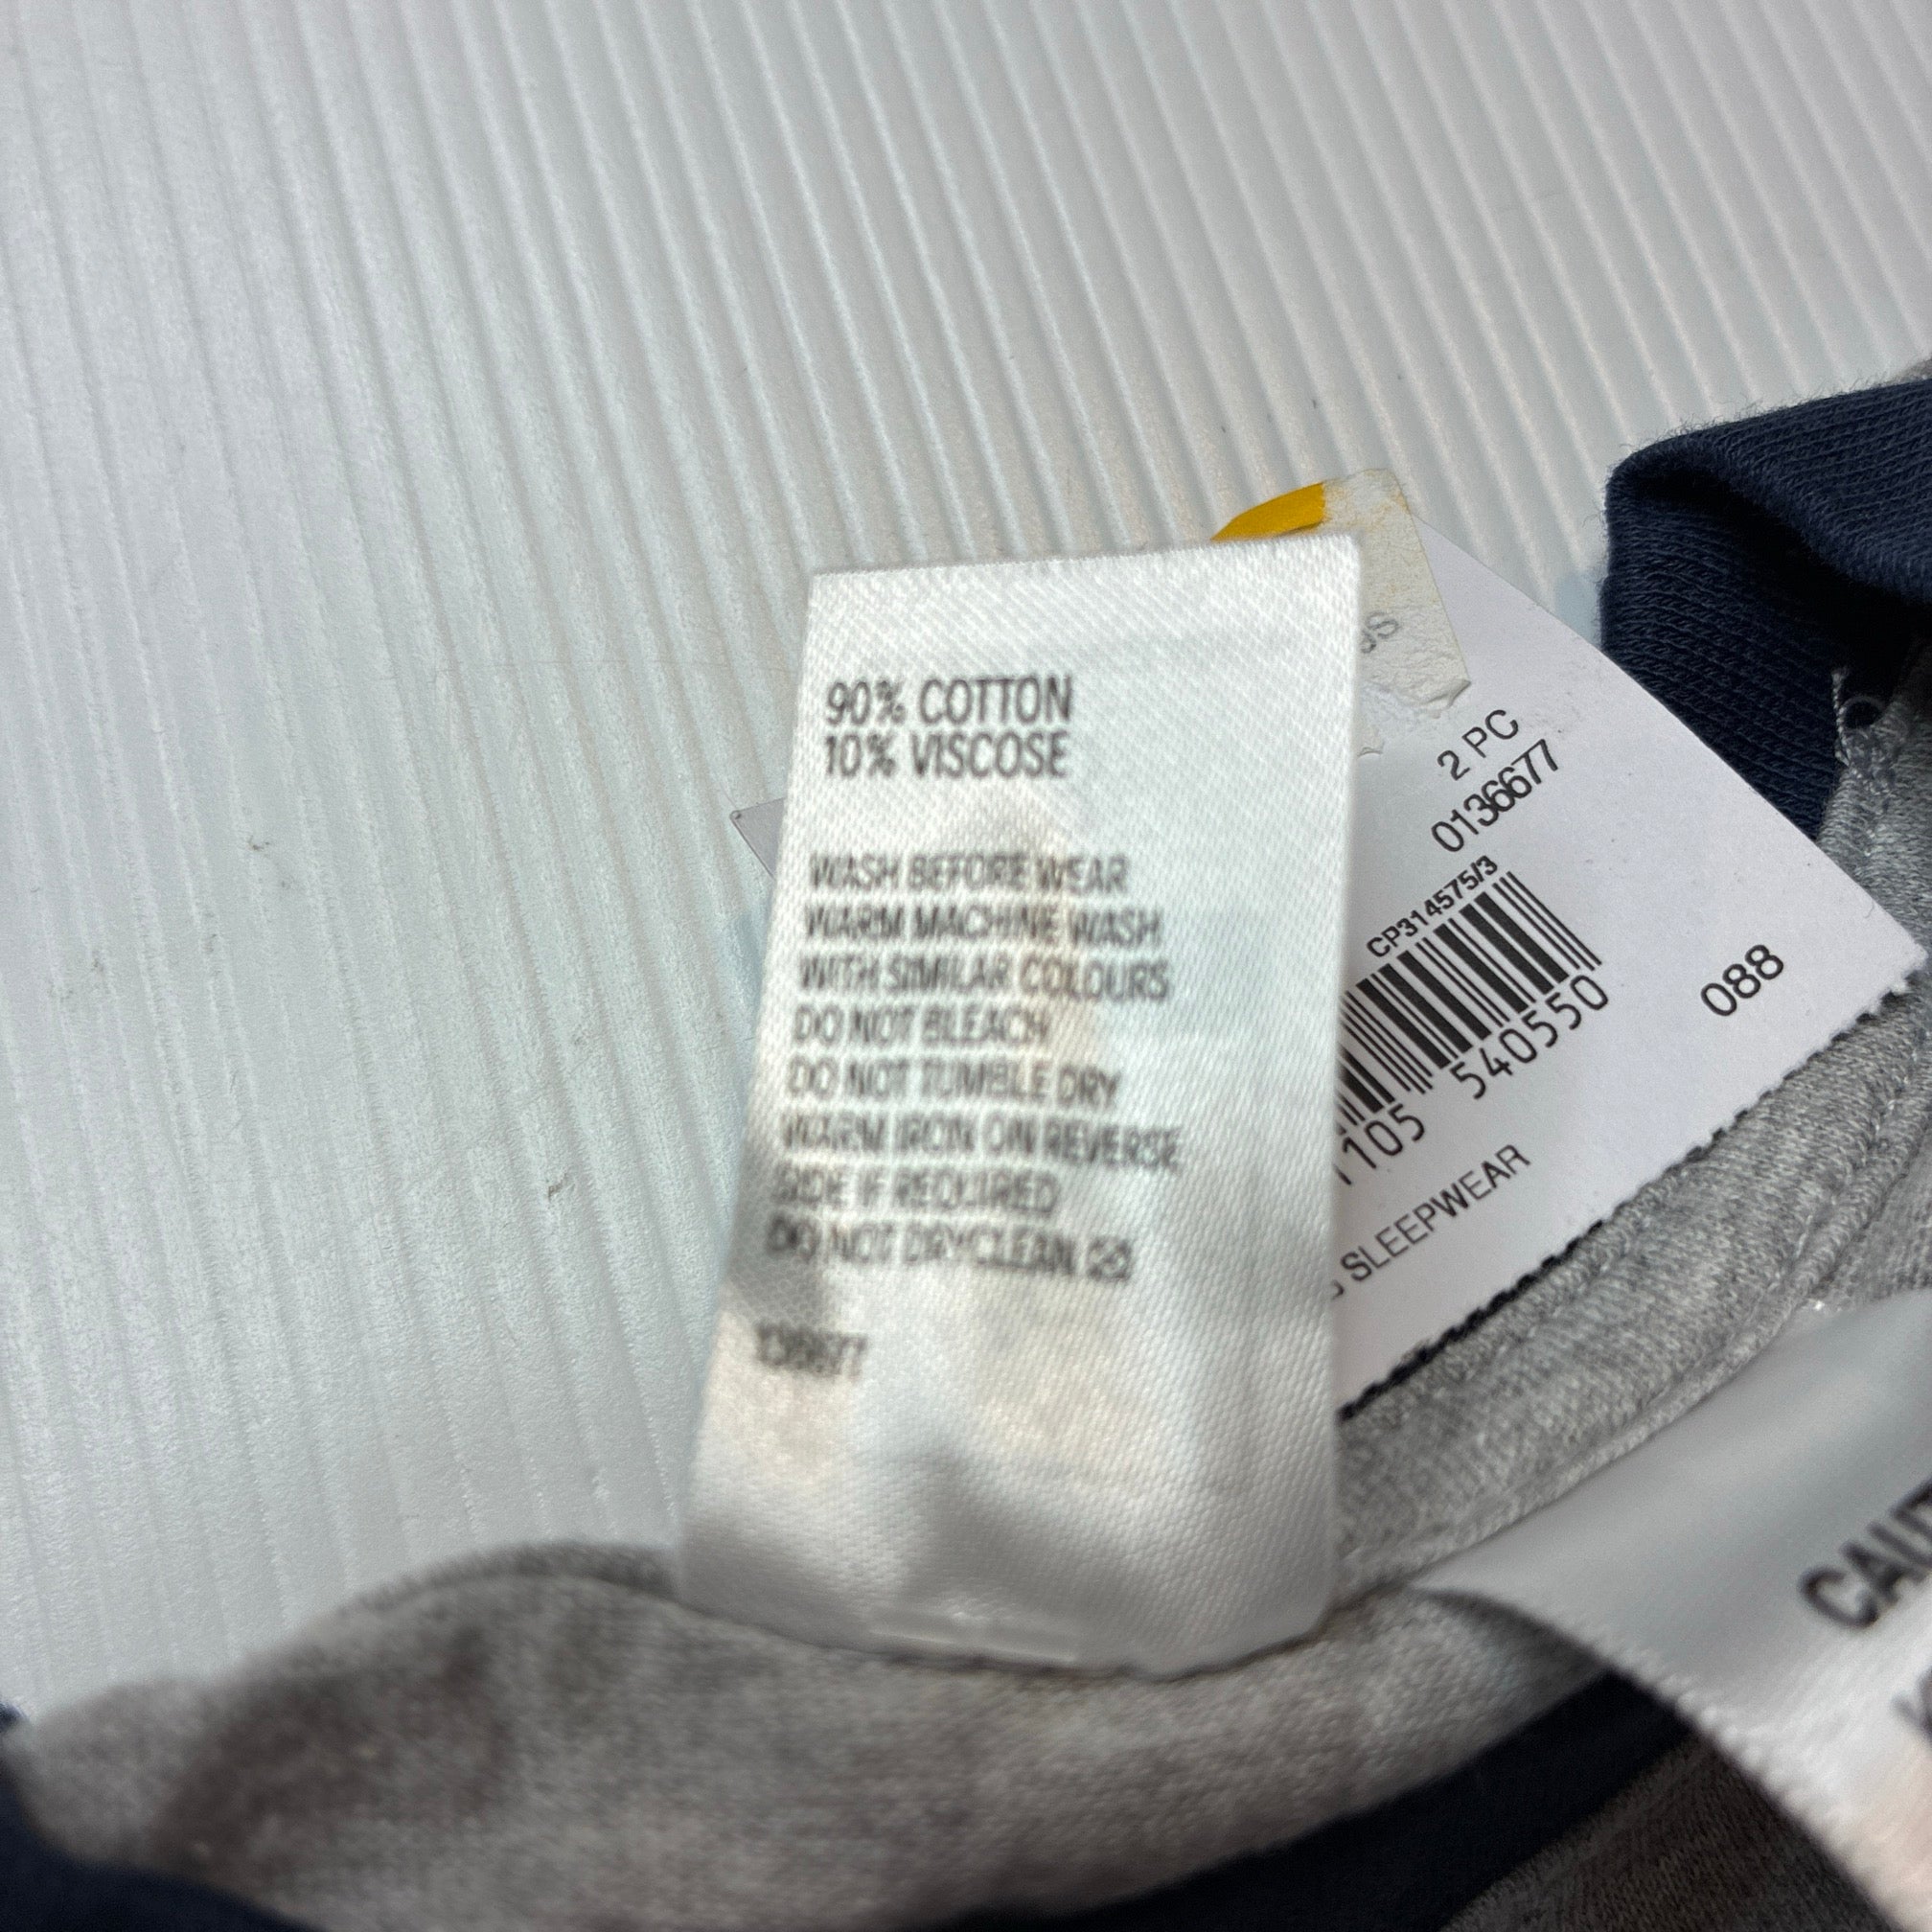 90% COTTON
10% VISCOSE
WASH BEFORE WEAR
WARM MACHINE WASH
WITH SIMILAR COLOURS
DO NOT BLEACH
DO NOT TUMBLE DRY
WARM IRON ON REVERSE
SIDE IF REQUIRED
DO NOT DRYCLEAN
2 PC
0136677
CP314575/3
105 540550
088
SLEEPWEAR